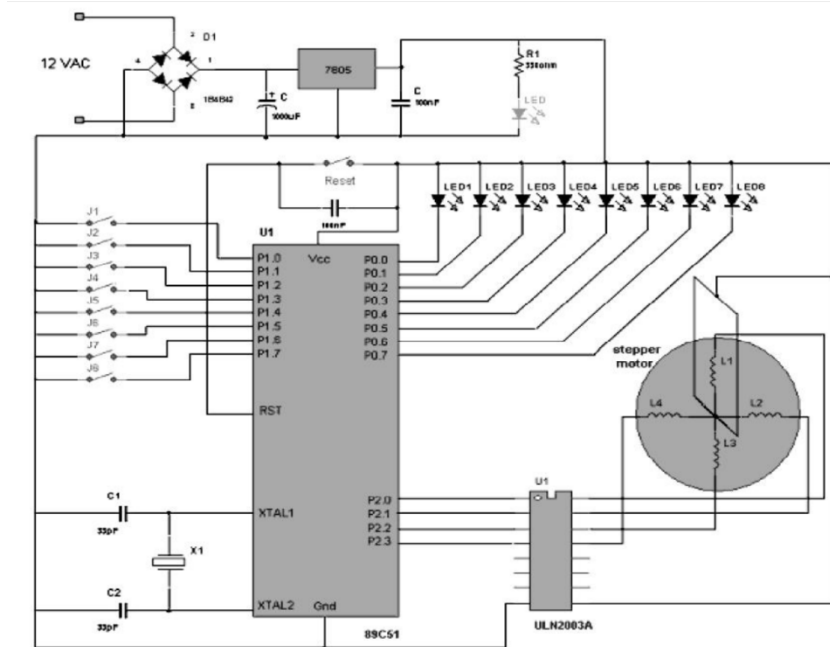 D1
2
12 VAC
4
1
7805
R1
330ohm
C
1000uF
C
100nF
LED
Reset
100nF
LED1 LED2 LED3 LED4 LED5 LED6 LED7 LED8
U1
Vcc
J1
J2
J3
J4
J5
J6
J7
J8
P1.0
P1.1
P1.2
P1.3
P1.4
P1.5
P1.6
P1.7
P0.0
P0.1
P0.2
P0.3
P0.4
P0.5
P0.6
P0.7
RST
stepper
motor
L1
L4
L2
L3
U1
P2.0
P2.1
P2.2
P2.3
C1
33pF
XTAL1
X1
C2
33pF
XTAL2
Gnd
89C51
ULN2003A